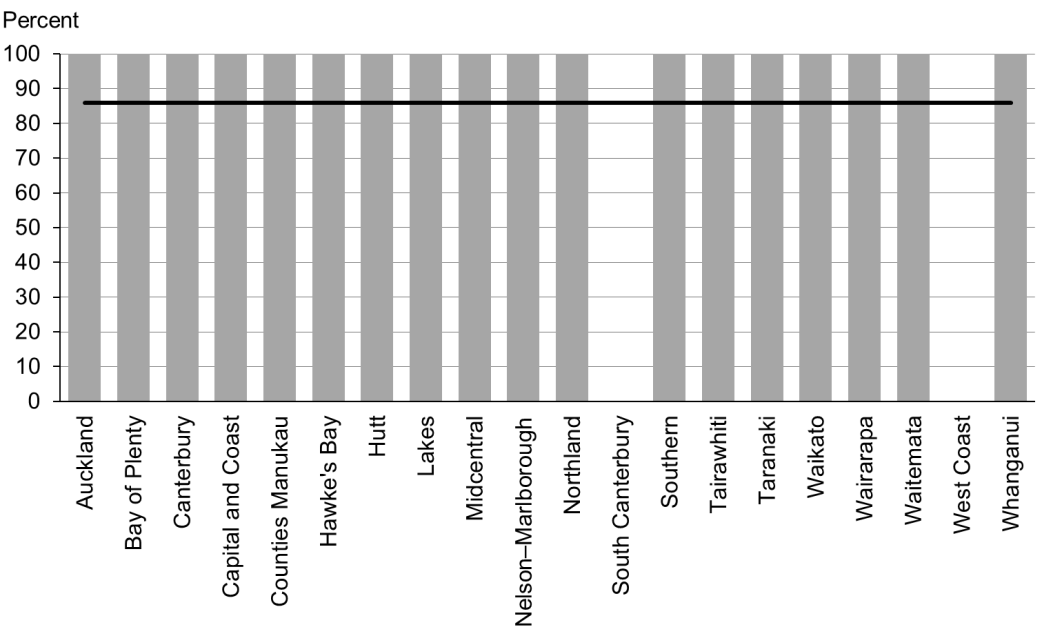 Percent
100
90
80
70
60
50
40
30
20
10
0
Auckland
Bay of Plenty
Canterbury
Capital and Coast
Counties Manukau
Hawke's Bay
Hutt
Lakes
Midcentral
Nelson–Marlborough
Northland
South Canterbury
Southern
Tairawhiti
Taranaki
Waikato
Wairarapa
Waitemata
West Coast
Whanganui